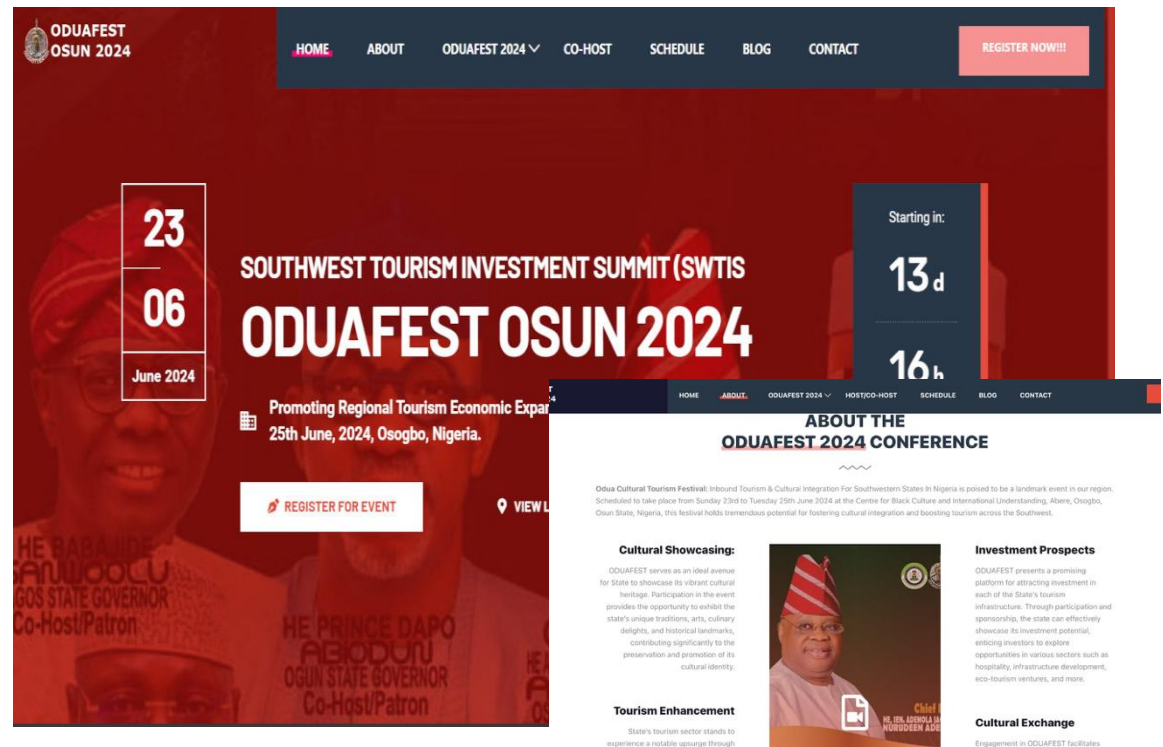 ODUAFEST
OSUN 2024
HOME
ABOUT
ODUAFEST 2024
CO-HOST
SCHEDULE
BLOG
CONTACT
REGISTER NOW!!!
23
06
June 2024
SOUTHWEST TOURISM INVESTMENT SUMMIT (SWTIS
ODUAFEST OSUN 2024
Promoting Regional Tourism Economic Expan
25th June, 2024, Osogbo, Nigeria.
REGISTER FOR EVENT
VIEW L
Starting in:
13 d
16 h
HE BABAJIDE
SANWOOLU
LAGOS STATE GOVERNOR
Co-Host/Patron
HE PRINCE DAPO
OGUN STATE GOVERNOR
Co-Host/Patron
HOME
ABOUT
ODUAFEST 2024
HOST/CO-HOST
SCHEDULE
BLOG
CONTACT
ABOUT THE
ODUAFEST 2024 CONFERENCE
Odua Cultural Tourism Festival: Inbound Tourism & Cultural Integration For Southwestern States In Nigeria is poised to be a landmark event in our region.
Scheduled to take place from Sunday 23rd to Tuesday 25th June 2024 at the Centre for Black Culture and International Understanding, Abere, Osogbo,
Osun State, Nigeria, this festival holds tremendous potential for fostering cultural integration and boosting tourism across the Southwest.
Cultural Showcasing:
ODUAFEST serves as an ideal avenue
for State to showcase its vibrant cultural
heritage. Participation in the event
provides the opportunity to exhibit the
state's unique traditions, arts, culinary
delights, and historical landmarks,
contributing significantly to the
preservation and promotion of its
cultural identity.
Tourism Enhancement
State's tourism sector stands to
experience a notable upsurge through
Chief
NURUDEEN ADE
Investment Prospects
ODUAFEST presents a promising
platform for attracting investment in
each of the State's tourism
infrastructure. Through participation and
sponsorship, the state can effectively
showcase its investment potential,
enticing investors to explore
opportunities in various sectors such as
hospitality, infrastructure development,
eco-tourism ventures, and more.
Cultural Exchange
Engagement in ODUAFEST facilitates